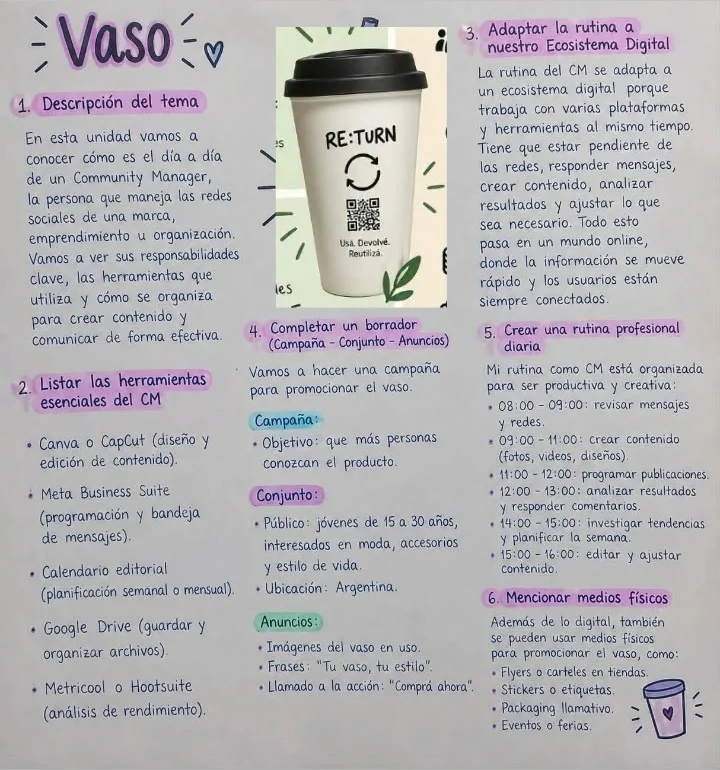 Vaso
1. Descripción del tema
En esta unidad vamos a
conocer cómo es el día a día
de un Community Manager,
la persona que maneja las redes
sociales de una marca,
emprendimiento u organización.
Vamos a ver sus responsabilidades
clave, las herramientas que
utiliza y cómo se organiza
para crear contenido y
comunicar de forma efectiva.
2. Listar las herramientas
esenciales del CM
• Canva o CapCut (diseño y
edición de contenido).
• Meta Business Suite
(programación y bandeja
de mensajes).
• Calendario editorial
(planificación semanal o mensual).
• Google Drive (guardar y
organizar archivos).
• Metricool o Hootsuite
(análisis de rendimiento).
RE:TURN
Usá. Devolvé.
Reutilizá.
3. Adaptar la rutina a
nuestro Ecosistema Digital
La rutina del CM se adapta a
un ecosistema digital porque
trabaja con varias plataformas
y herramientas al mismo tiempo.
Tiene que estar pendiente de
las redes, responder mensajes,
crear contenido, analizar
resultados y ajustar lo que
sea necesario. Todo esto
pasa en un mundo online,
donde la información se mueve
rápido y los usuarios están
siempre conectados.
4. Completar un borrador
(Campaña - Conjunto - Anuncios)
Vamos a hacer una campaña
para promocionar el vaso.
Campaña:
• Objetivo: que más personas
conozcan el producto.
Conjunto:
• Público: jóvenes de 15 a 30 años,
interesados en moda, accesorios
y estilo de vida.
• Ubicación: Argentina.
Anuncios:
• Imágenes del vaso en uso.
• Frases: "Tu vaso, tu estilo".
• Llamado a la acción: "Comprá ahora".
5. Crear una rutina profesional
diaria
Mi rutina como CM está organizada
para ser productiva y creativa:
• 08:00 - 09:00: revisar mensajes
y redes.
• 09:00 - 11:00: crear contenido
(fotos, videos, diseños).
• 11:00 - 12:00: programar publicaciones.
• 12:00 - 13:00: analizar resultados
y responder comentarios.
• 14:00 - 15:00: investigar tendencias
y planificar la semana.
• 15:00 - 16:00: editar y ajustar
contenido.
6. Mencionar medios físicos
Además de lo digital, también
se pueden usar medios físicos
para promocionar el vaso, como:
• Flyers o carteles en tiendas.
• Stickers o etiquetas.
• Packaging llamativo.
• Eventos o ferias.